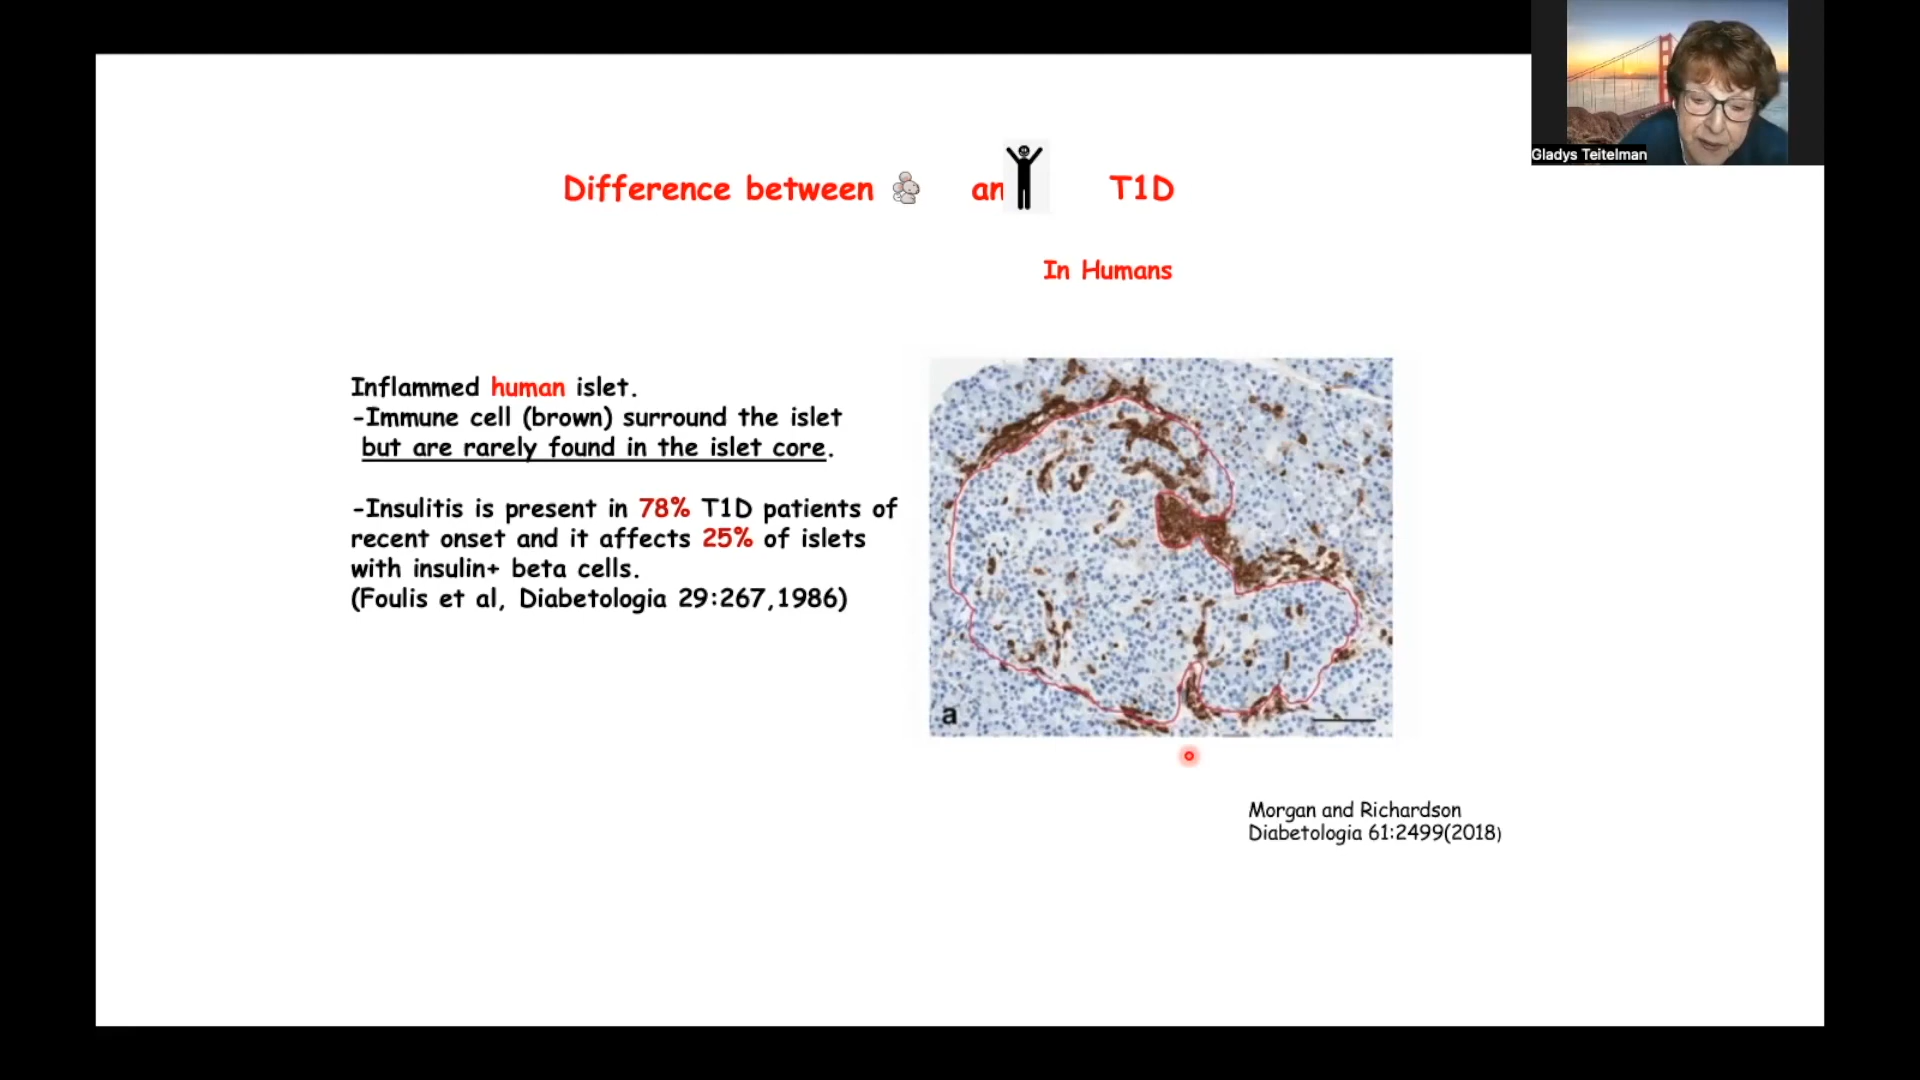 Gladys Teitelman
Difference between an T1D
In Humans
Inflammed human islet.
-Immune cell (brown) surround the islet
but are rarely found in the islet core.
-Insulitis is present in 78% T1D patients of
recent onset and it affects 25% of islets
with insulin+ beta cells.
(Foulis et al, Diabetologia 29:267,1986)
a
Morgan and Richardson
Diabetologia 61:2499(2018)